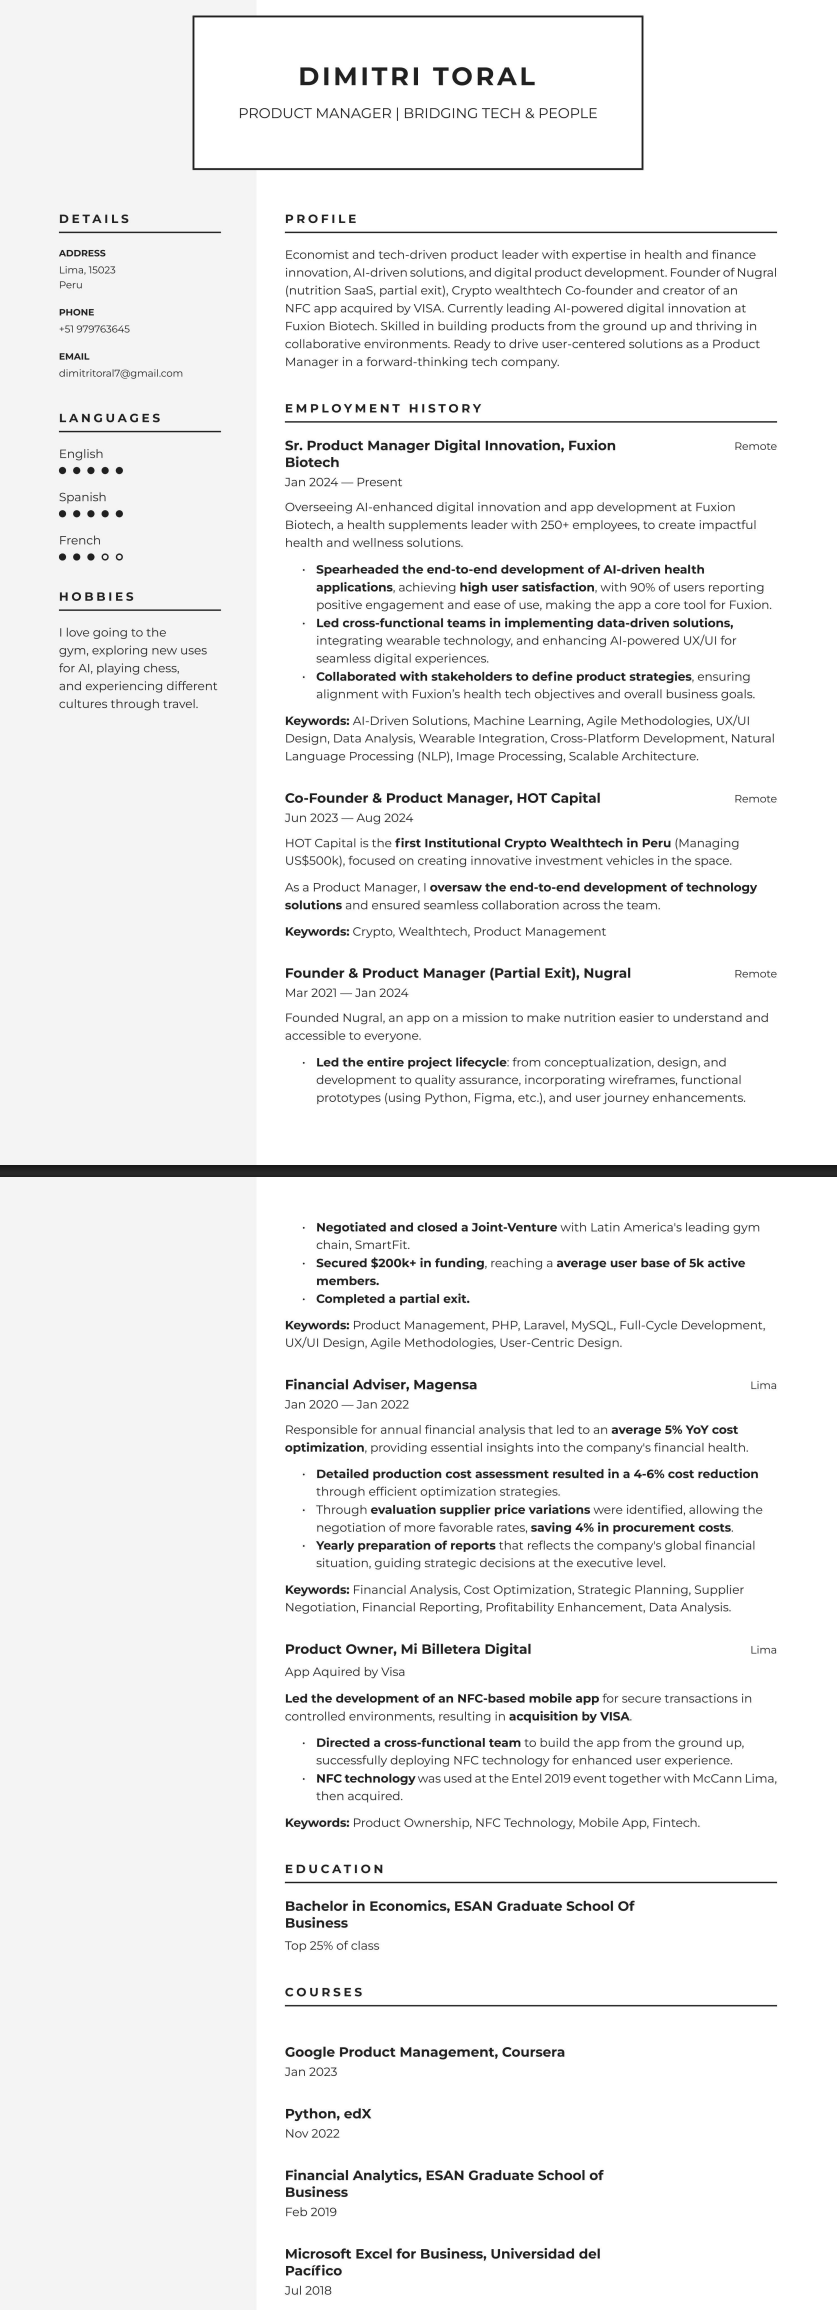 DIMITRI TORAL
PRODUCT MANAGER | BRIDGING TECH & PEOPLE
DETAILS
ADDRESS
Lima, 15023
Peru
PHONE
+51 979763645
EMAIL
dimitritoral7@gmail.com
LANGUAGES
English
Spanish
French
HOBBIES
I love going to the
gym, exploring new uses
for AI, playing chess,
and experiencing different
cultures through travel.
PROFILE
Economist and tech-driven product leader with expertise in health and finance
innovation, AI-driven solutions, and digital product development. Founder of Nugral
(nutrition SaaS, partial exit), Crypto wealthtech Co-founder and creator of an
NFC app acquired by VISA. Currently leading AI-powered digital innovation at
Fuxion Biotech. Skilled in building products from the ground up and thriving in
collaborative environments. Ready to drive user-centered solutions as a Product
Manager in a forward-thinking tech company.
EMPLOYMENT HISTORY
Sr. Product Manager Digital Innovation, Fuxion
Biotech
Remote
Jan 2024 — Present
Overseeing AI-enhanced digital innovation and app development at Fuxion
Biotech, a health supplements leader with 250+ employees, to create impactful
health and wellness solutions.
· Spearheaded the end-to-end development of AI-driven health
applications, achieving high user satisfaction, with 90% of users reporting
positive engagement and ease of use, making the app a core tool for Fuxion.
· Led cross-functional teams in implementing data-driven solutions,
integrating wearable technology, and enhancing AI-powered UX/UI for
seamless digital experiences.
· Collaborated with stakeholders to define product strategies, ensuring
alignment with Fuxion’s health tech objectives and overall business goals.
Keywords: AI-Driven Solutions, Machine Learning, Agile Methodologies, UX/UI
Design, Data Analysis, Wearable Integration, Cross-Platform Development, Natural
Language Processing (NLP), Image Processing, Scalable Architecture.
Co-Founder & Product Manager, HOT Capital
Remote
Jun 2023 — Aug 2024
HOT Capital is the first Institutional Crypto Wealthtech in Peru (Managing
US$500k), focused on creating innovative investment vehicles in the space.
As a Product Manager, I oversaw the end-to-end development of technology
solutions and ensured seamless collaboration across the team.
Keywords: Crypto, Wealthtech, Product Management
Founder & Product Manager (Partial Exit), Nugral
Remote
Mar 2021 — Jan 2024
Founded Nugral, an app on a mission to make nutrition easier to understand and
accessible to everyone.
· Led the entire project lifecycle: from conceptualization, design, and
development to quality assurance, incorporating wireframes, functional
prototypes (using Python, Figma, etc.), and user journey enhancements.
· Negotiated and closed a Joint-Venture with Latin America's leading gym
chain, SmartFit.
· Secured $200k+ in funding, reaching a average user base of 5k active
members.
· Completed a partial exit.
Keywords: Product Management, PHP, Laravel, MySQL, Full-Cycle Development,
UX/UI Design, Agile Methodologies, User-Centric Design.
Financial Adviser, Magensa
Lima
Jan 2020 — Jan 2022
Responsible for annual financial analysis that led to an average 5% YoY cost
optimization, providing essential insights into the company's financial health.
· Detailed production cost assessment resulted in a 4-6% cost reduction
through efficient optimization strategies.
· Through evaluation supplier price variations were identified, allowing the
negotiation of more favorable rates, saving 4% in procurement costs.
· Yearly preparation of reports that reflects the company's global financial
situation, guiding strategic decisions at the executive level.
Keywords: Financial Analysis, Cost Optimization, Strategic Planning, Supplier
Negotiation, Financial Reporting, Profitability Enhancement, Data Analysis.
Product Owner, Mi Billetera Digital
Lima
App Aquired by Visa
Led the development of an NFC-based mobile app for secure transactions in
controlled environments, resulting in acquisition by VISA.
· Directed a cross-functional team to build the app from the ground up,
successfully deploying NFC technology for enhanced user experience.
· NFC technology was used at the Entel 2019 event together with McCann Lima,
then acquired.
Keywords: Product Ownership, NFC Technology, Mobile App, Fintech.
EDUCATION
Bachelor in Economics, ESAN Graduate School Of
Business
Top 25% of class
COURSES
Google Product Management, Coursera
Jan 2023
Python, edX
Nov 2022
Financial Analytics, ESAN Graduate School of
Business
Feb 2019
Microsoft Excel for Business, Universidad del
Pacífico
Jul 2018